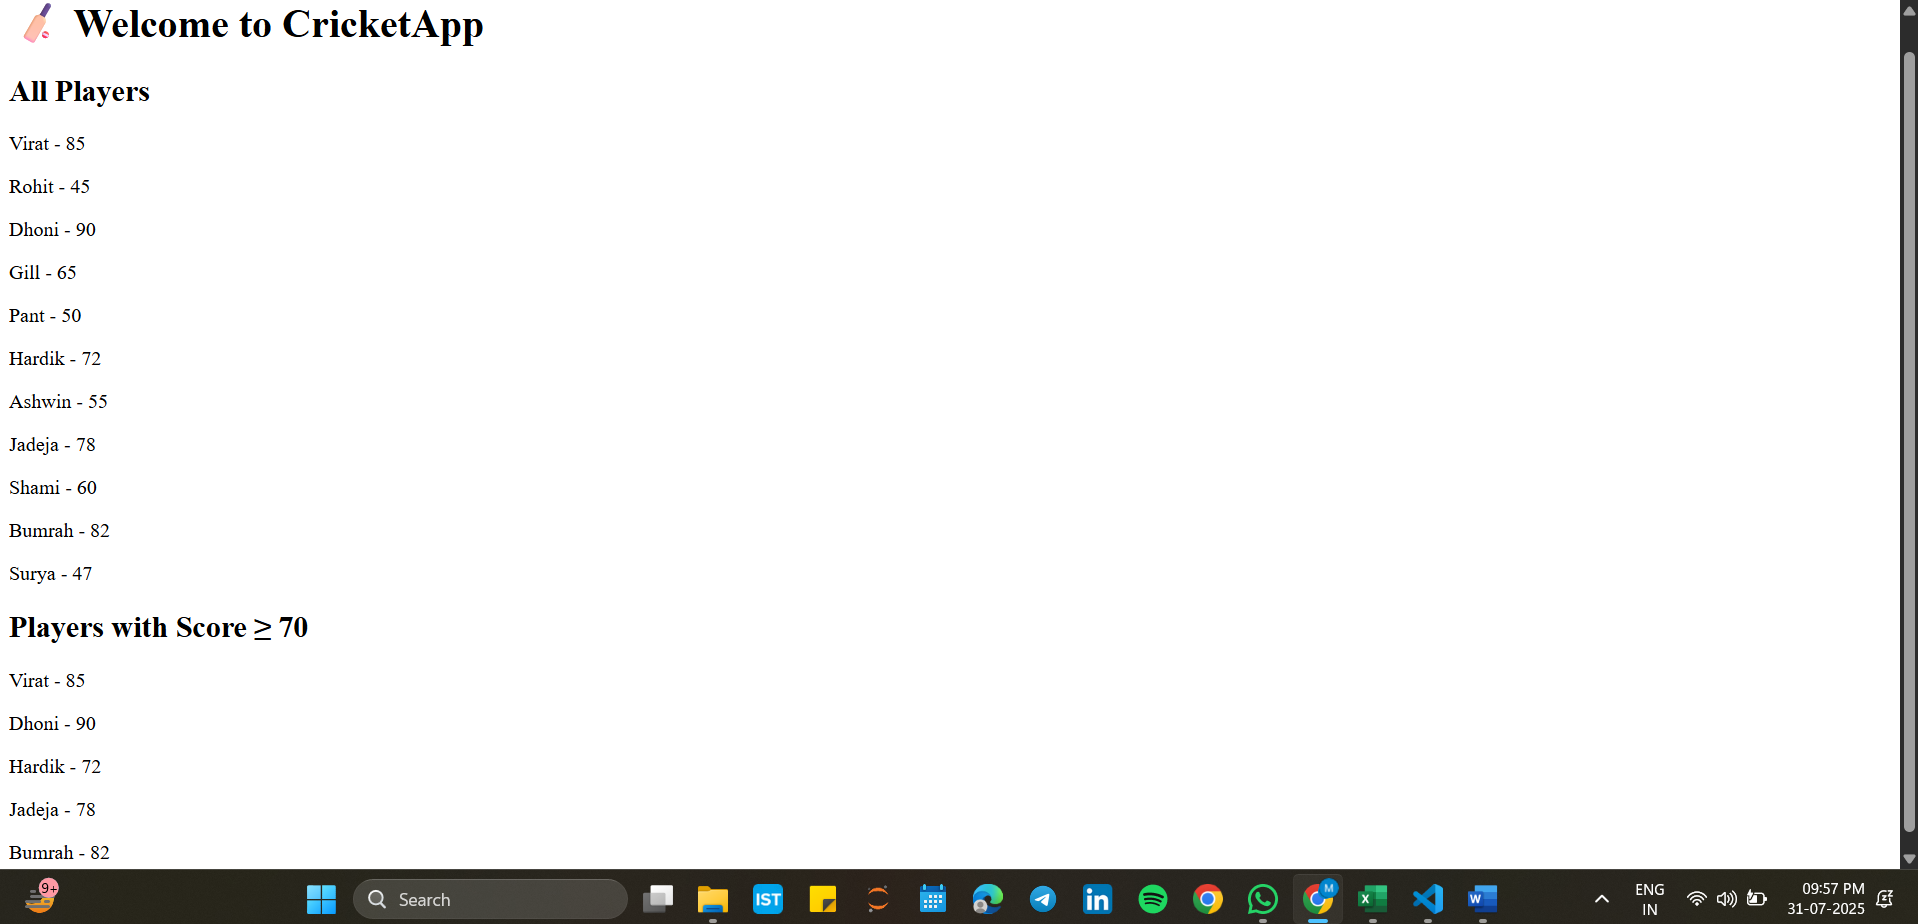 Welcome to CricketApp
All Players
Virat - 85
Rohit - 45
Dhoni - 90
Gill - 65
Pant - 50
Hardik - 72
Ashwin - 55
Jadeja - 78
Shami - 60
Bumrah - 82
Surya - 47
Players with Score ≥ 70
Virat - 85
Dhoni - 90
Hardik - 72
Jadeja - 78
Bumrah - 82
9+
Search
IST
in
M
X
W
ENG
IN
09:57 PM
31-07-2025